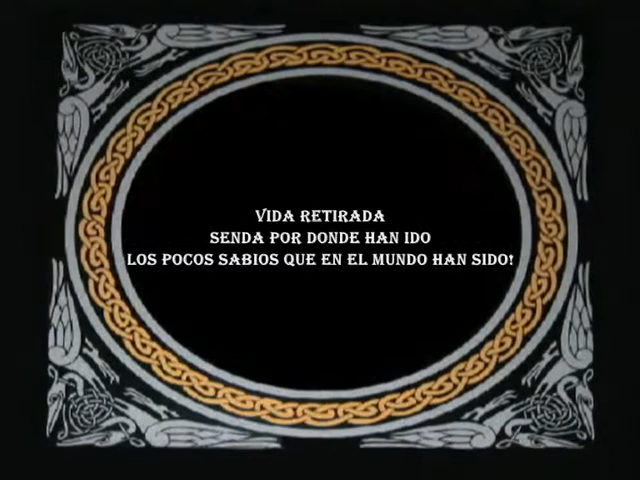 VIDA RETIRADA
SENDA POR DONDE HAN IDO
LOS POCOS SABIOS QUE EN EL MUNDO HAN SIDO!